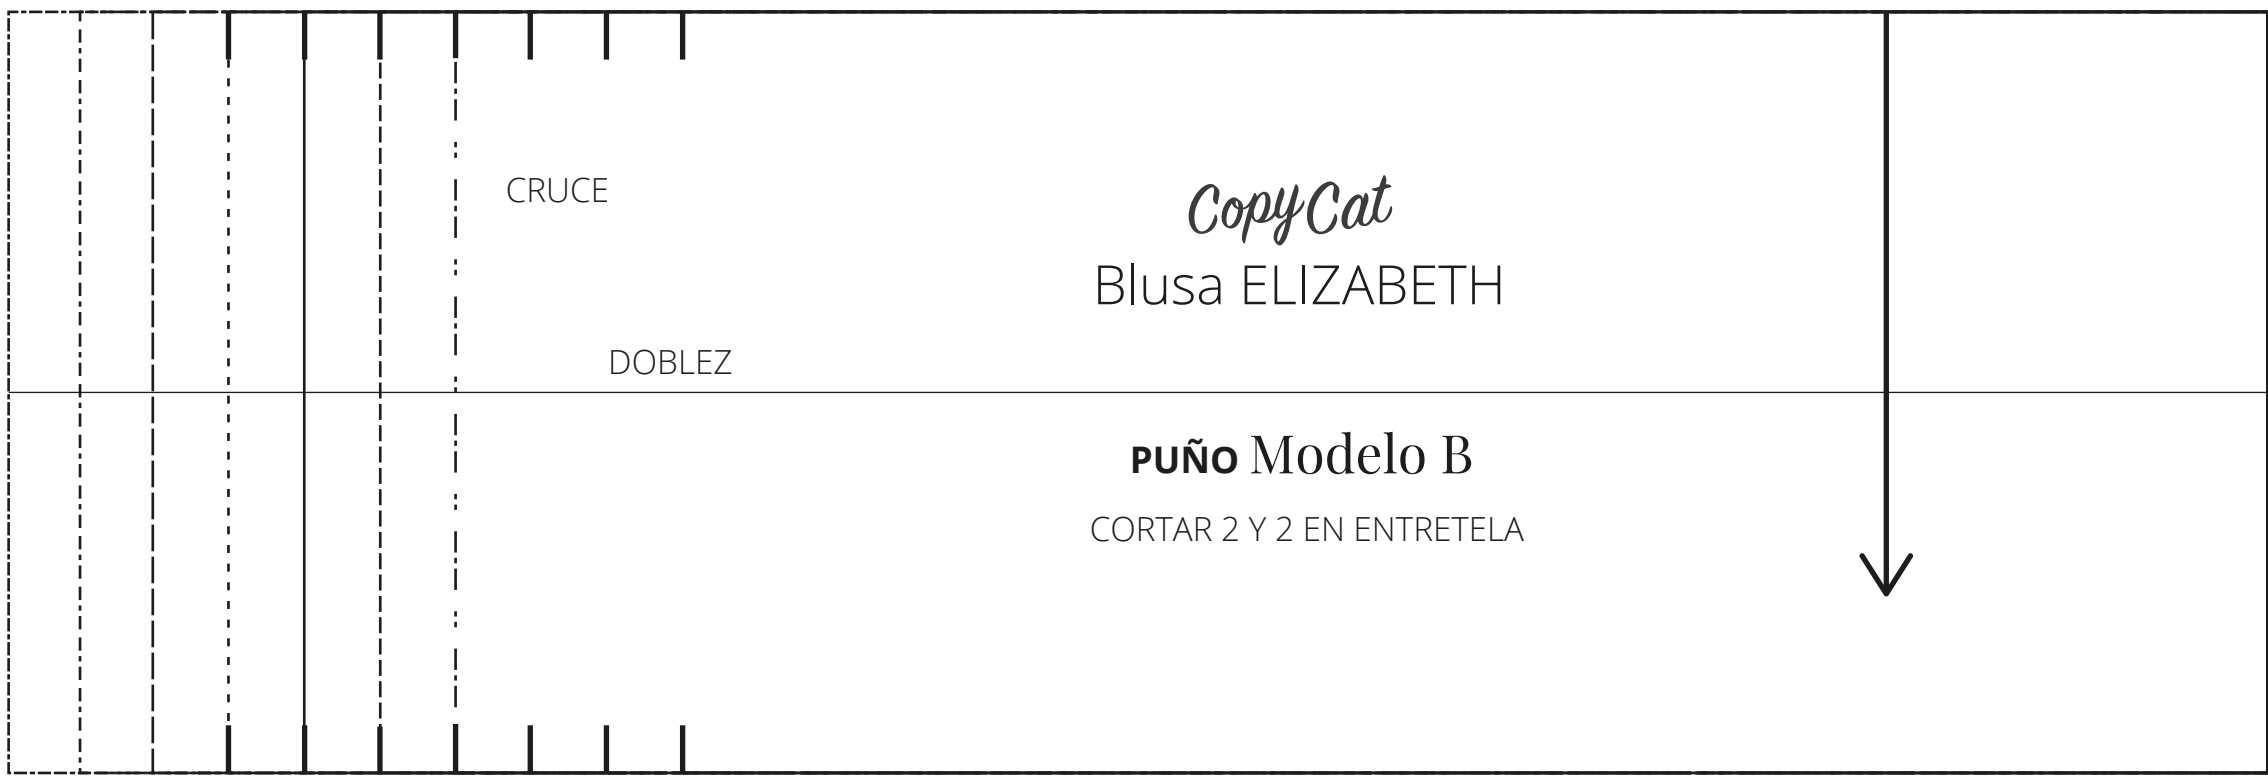 CRUCE
CopyCat
Blusa ELIZABETH
DOBLEZ
PUÑO Modelo B
CORTAR 2 Y 2 EN ENTRETELA